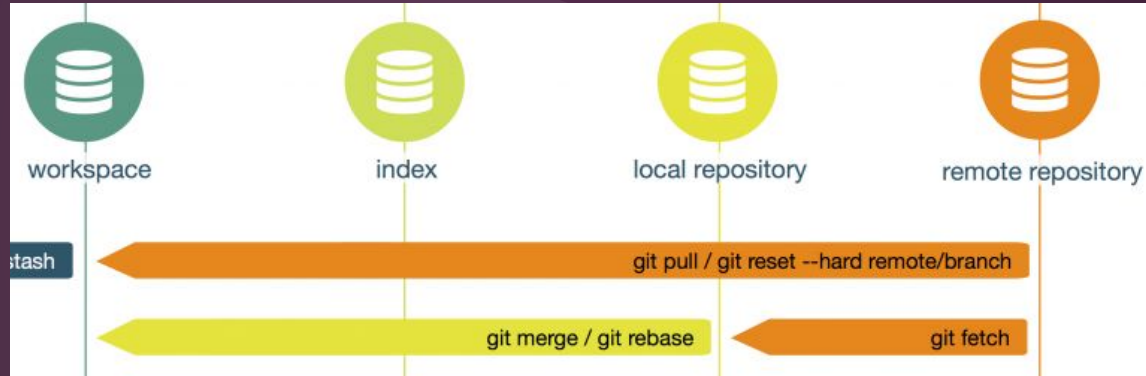 workspace
index
local repository
remote repository
stash
git pull / git reset --hard remote/branch
git merge / git rebase
git fetch